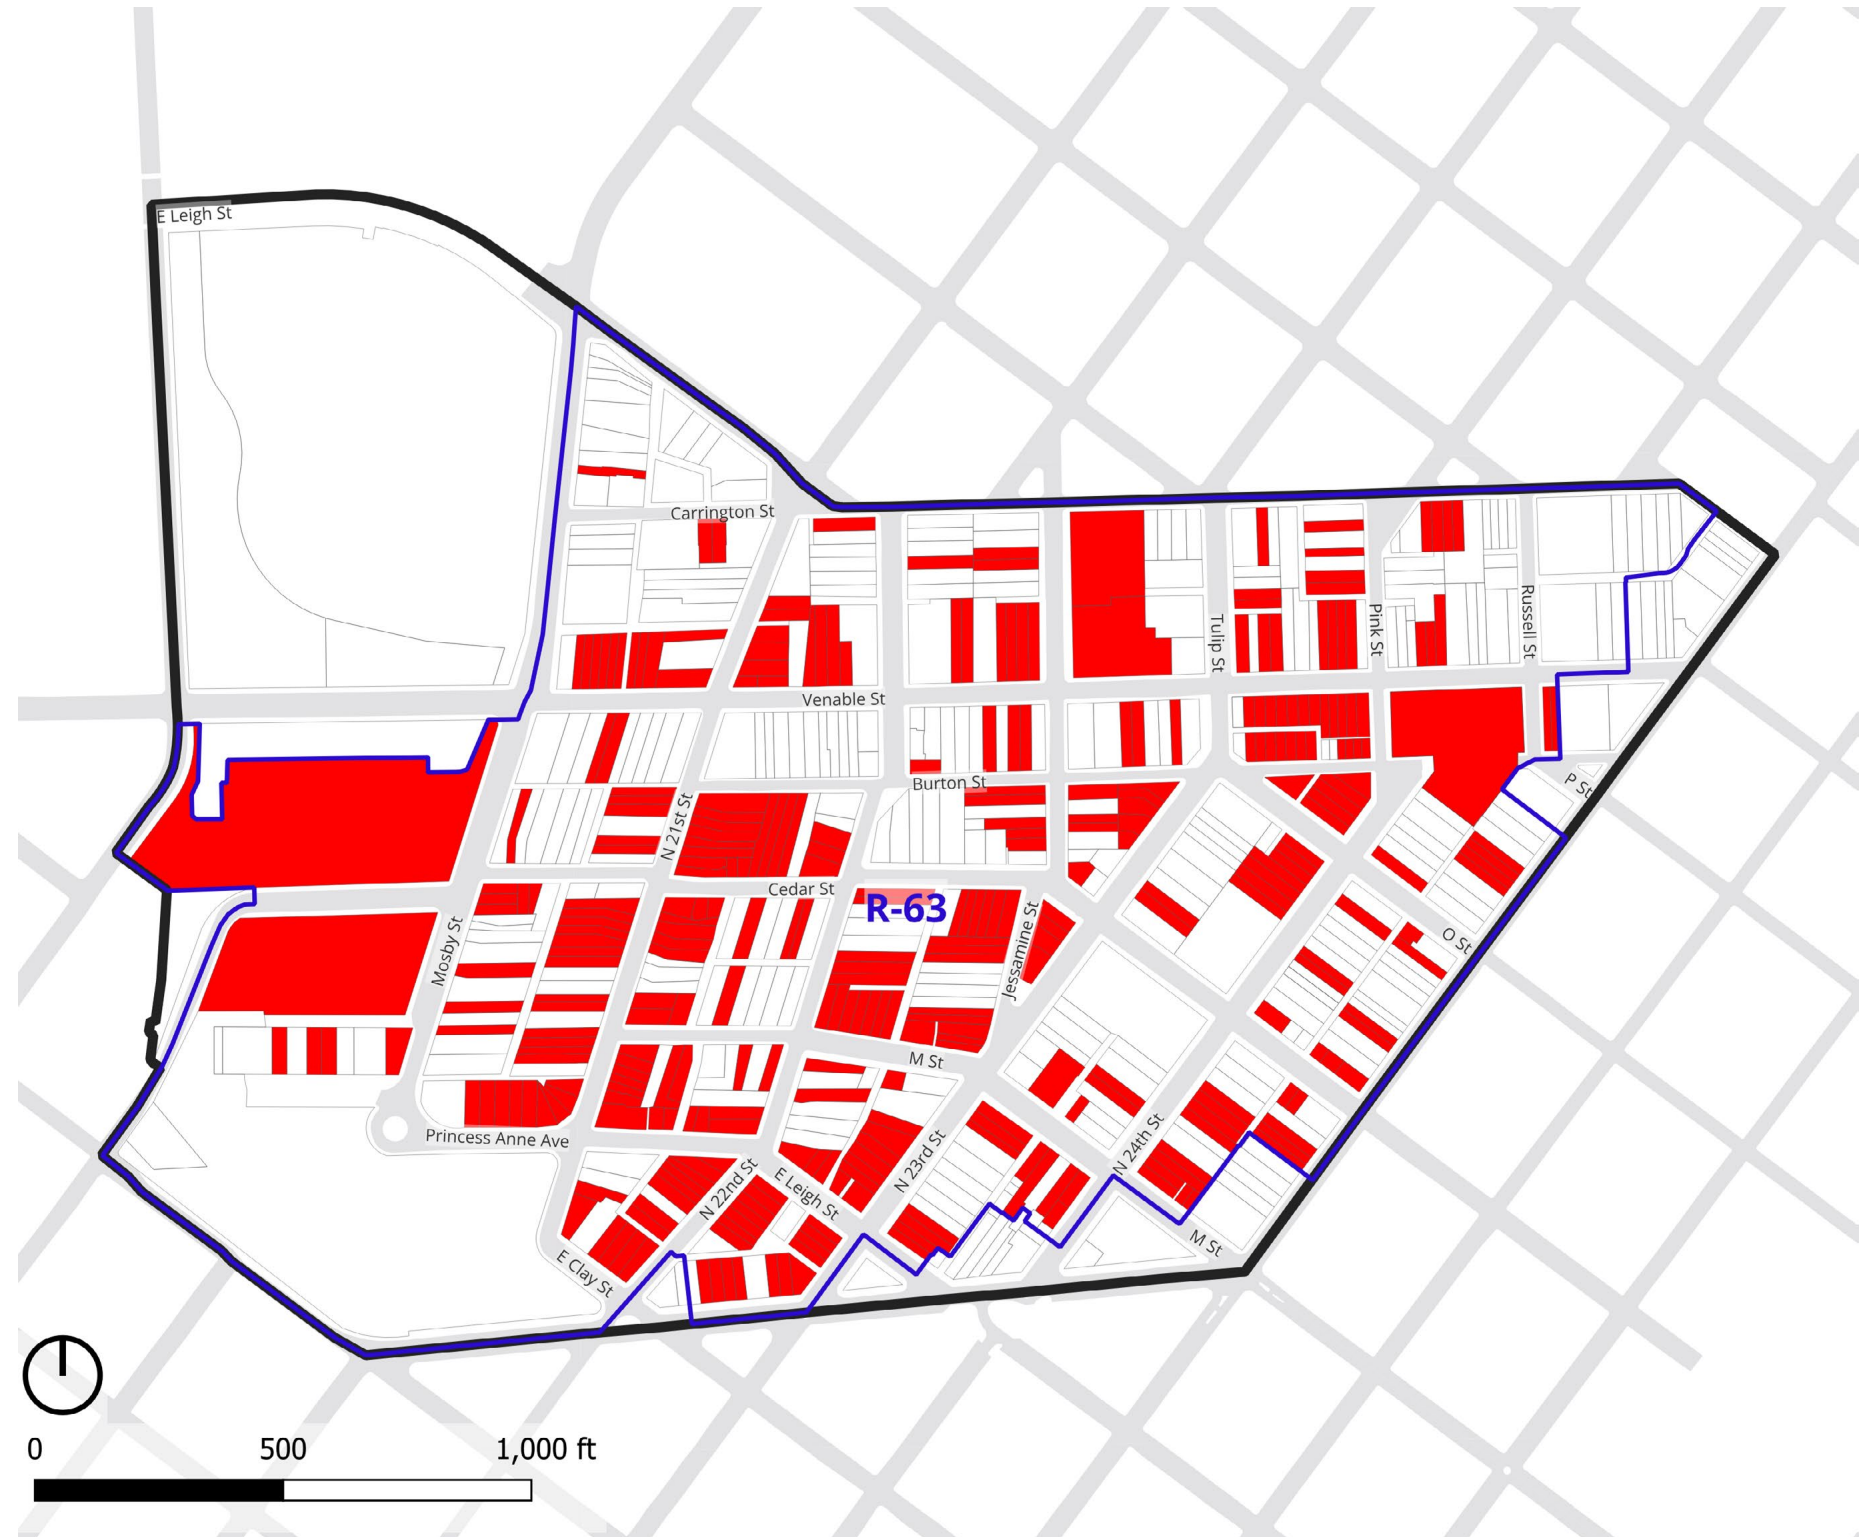 E Leigh St
Carrington St
Tulip St
Pink St
Russell St
Venable St
Burton St
P St
N 21st St
Cedar St
R-63
Mosby St
Jessamine St
O St
M St
Princess Anne Ave
N 22nd St
E Leigh St
N 23rd St
N 24th St
M St
E Clay St
0 500 1,000 ft